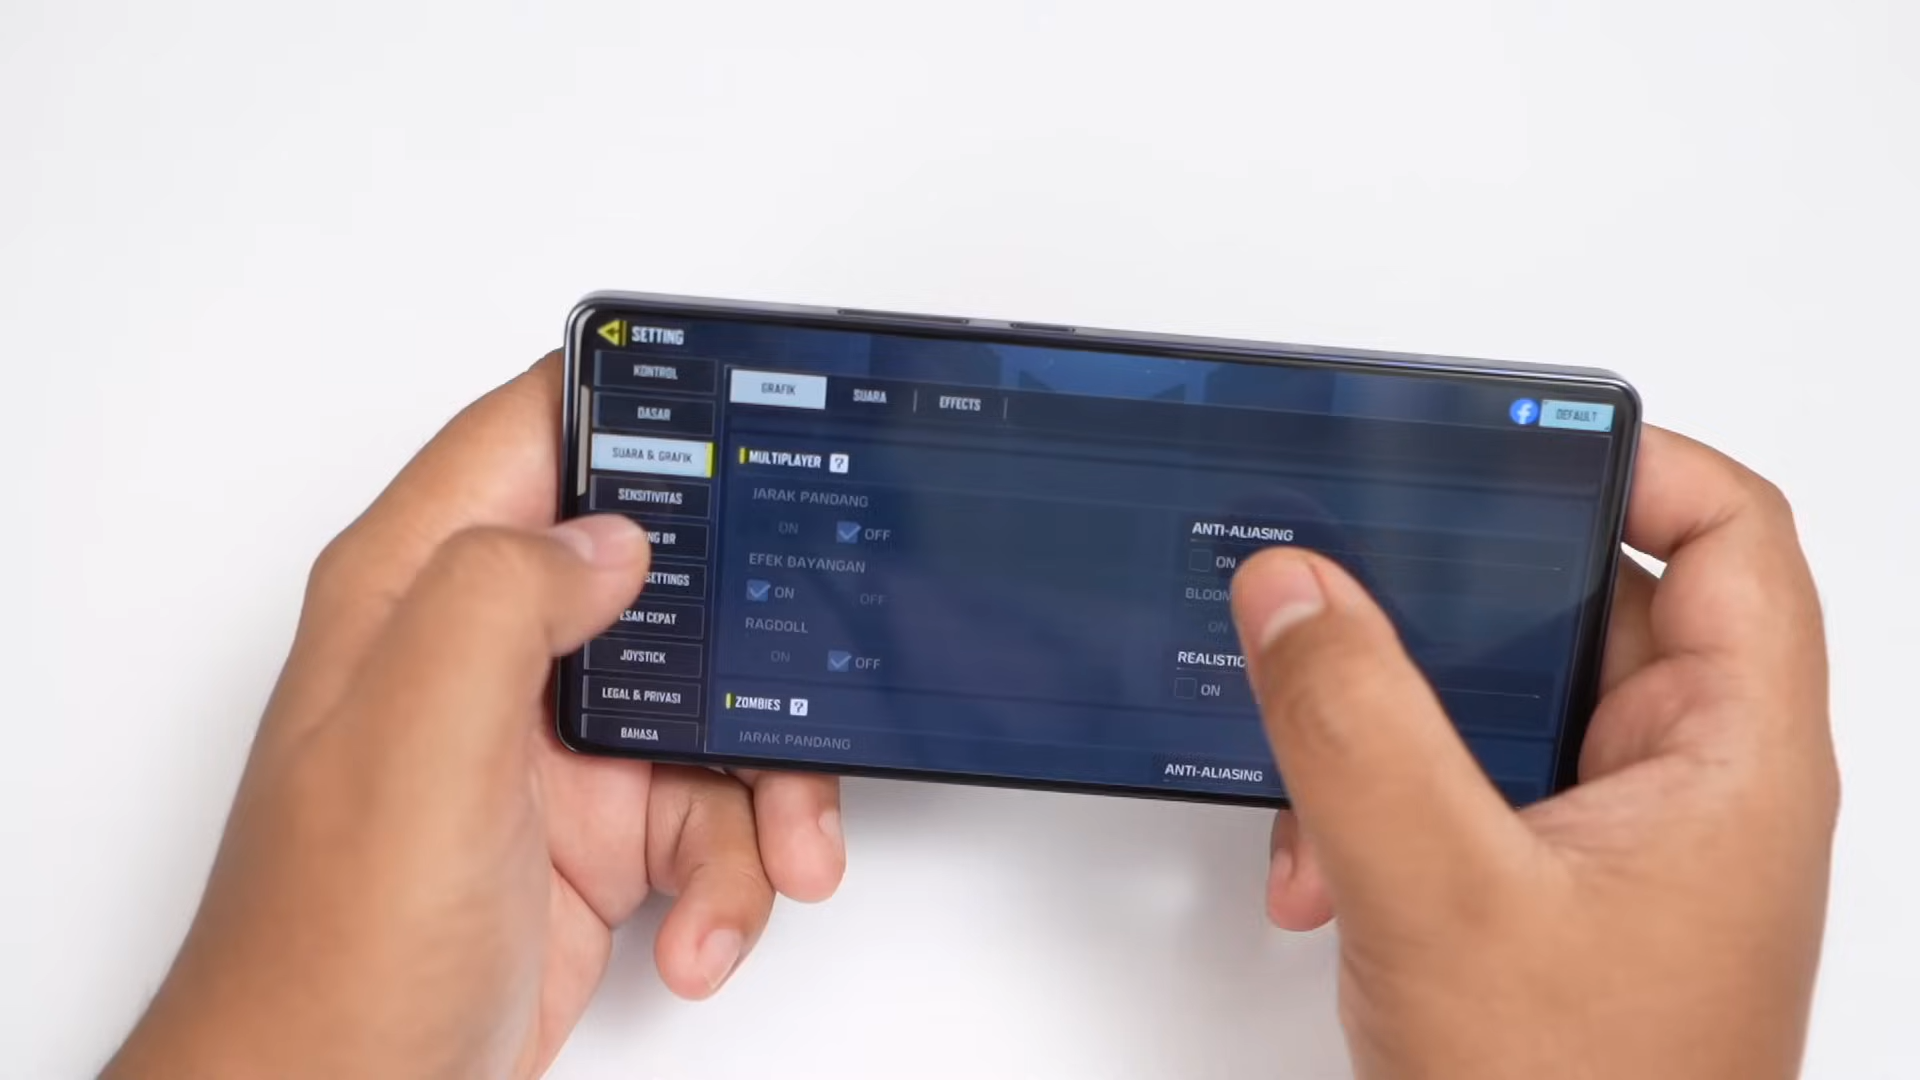 SETTING
KONTROL
DASAR
SUARA & GRAFIK
SENSITIVITAS
BR
SETTINGS
CEPAT
JOYSTICK
LEGAL & PRIVASI
BAHASA
GRAFIK
SUARA
EFFECTS
DEFAULT
MULTIPLAYER ?
JARAK PANDANG
ON OFF
EFEK BAYANGAN
ON OFF
RAGDOLL
ON OFF
ANTI-ALIASING
ON
BLOOM
ON
REALISTIC
ON
ZOMBIES ?
JARAK PANDANG
ANTI-ALIASING